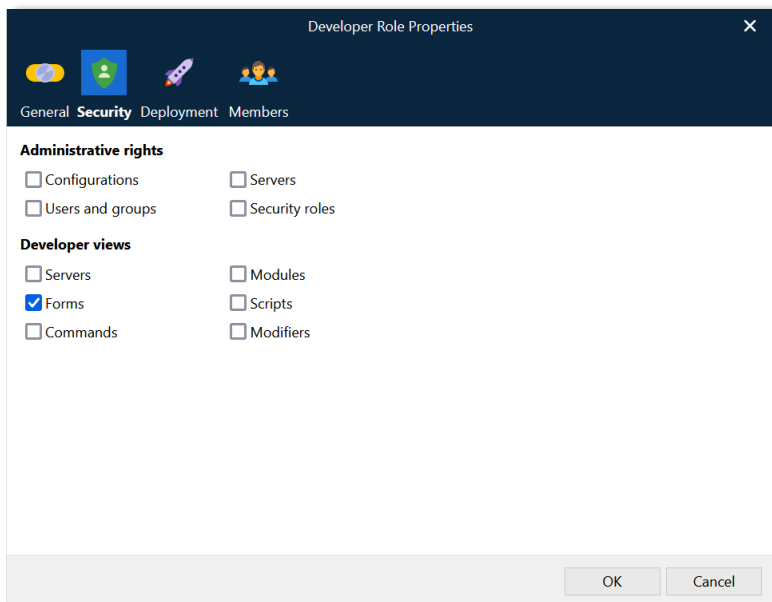 Developer Role Properties
General Security Deployment Members
Administrative rights
Configurations Servers
Users and groups Security roles
Developer views
Servers Modules
Forms Scripts
Commands Modifiers
OK Cancel